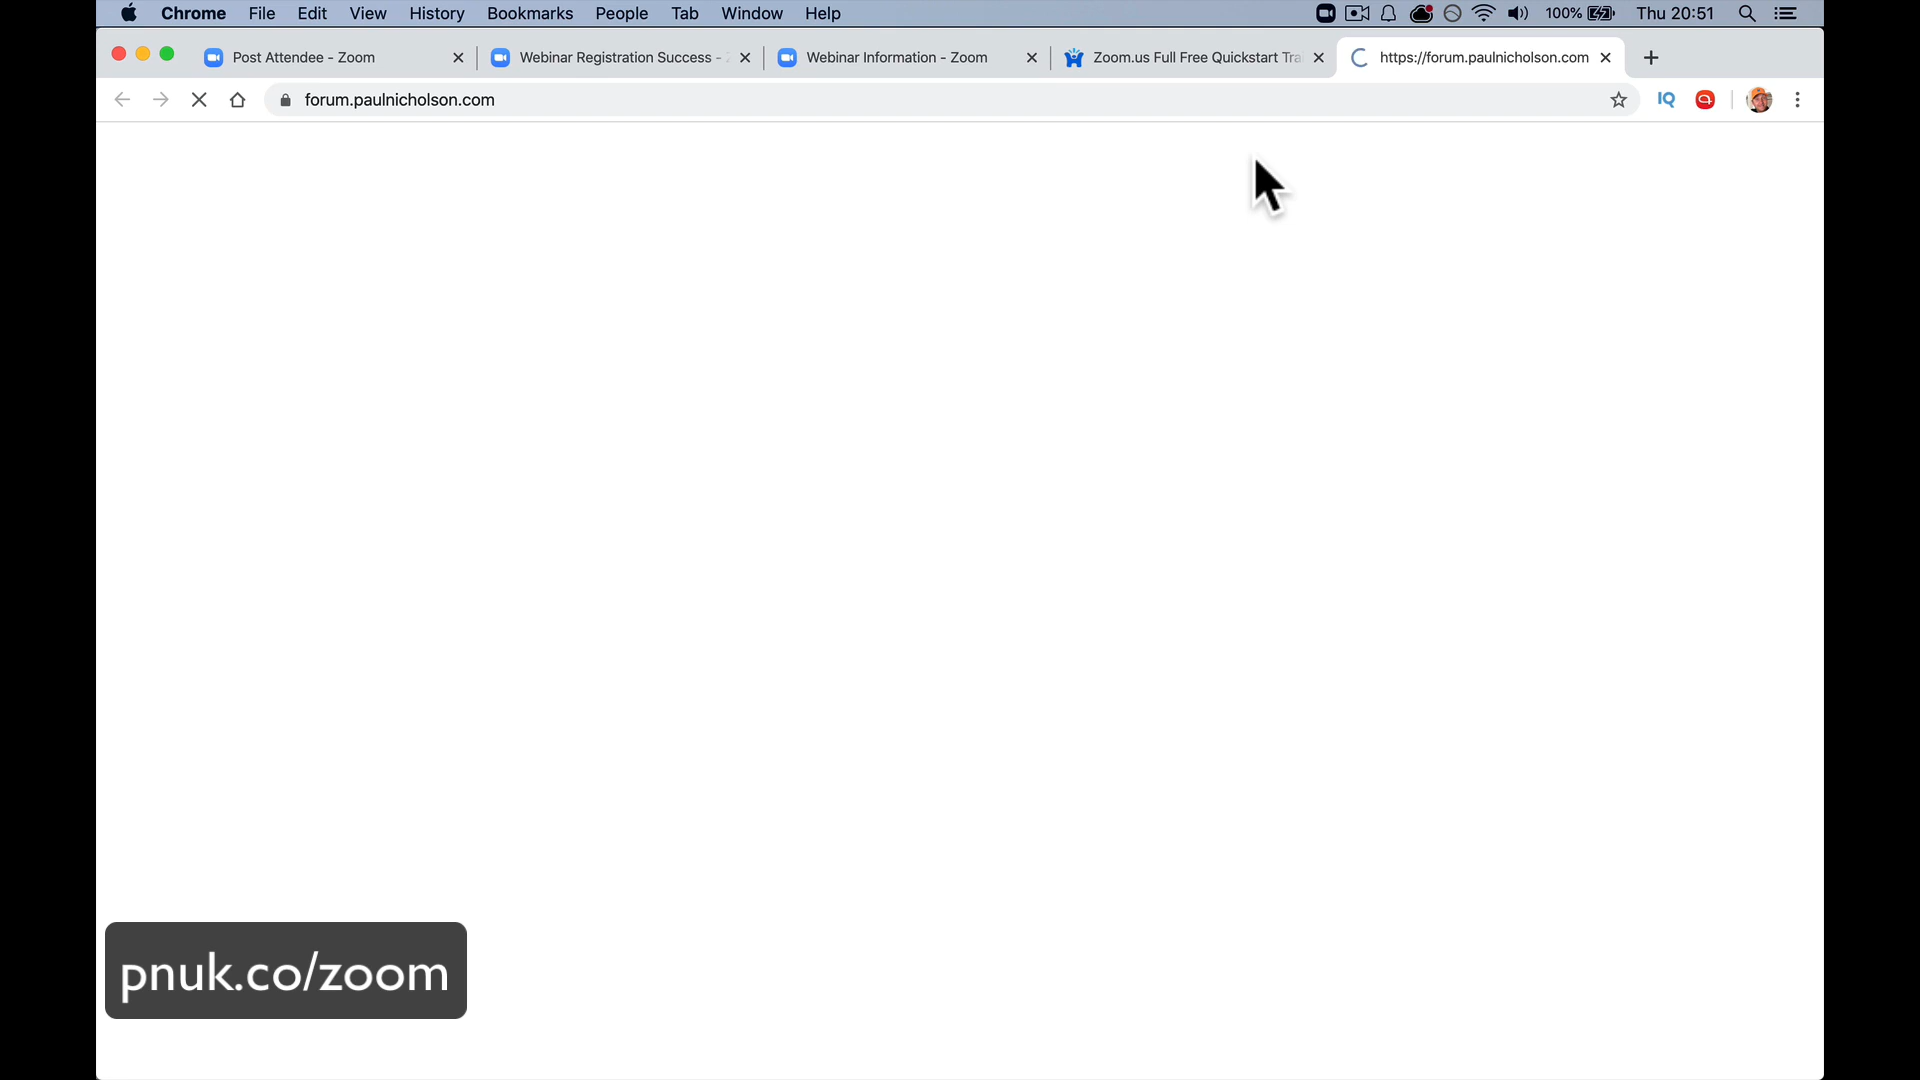 Chrome File Edit View History Bookmarks People Tab Window Help 100% Thu 20:51
Post Attendee - Zoom Webinar Registration Success - Webinar Information - Zoom Zoom.us Full Free Quickstart Tra https://forum.paulnicholson.com
forum.paulnicholson.com IQ
pnuk.co/zoom